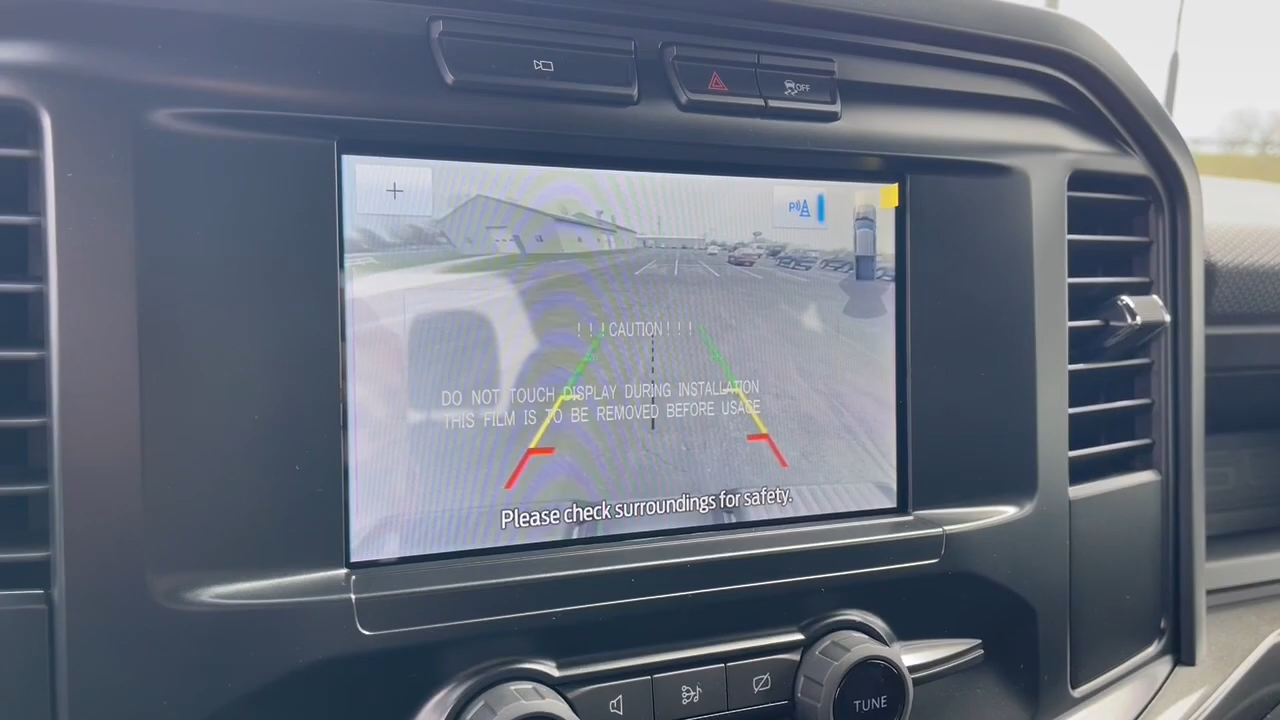 OFF
P
! ! ! CAUTION ! ! !
DO NOT TOUCH DISPLAY DURING INSTALLATION
THIS FILM IS TO BE REMOVED BEFORE USAGE
Please check surroundings for safety.
TUNE